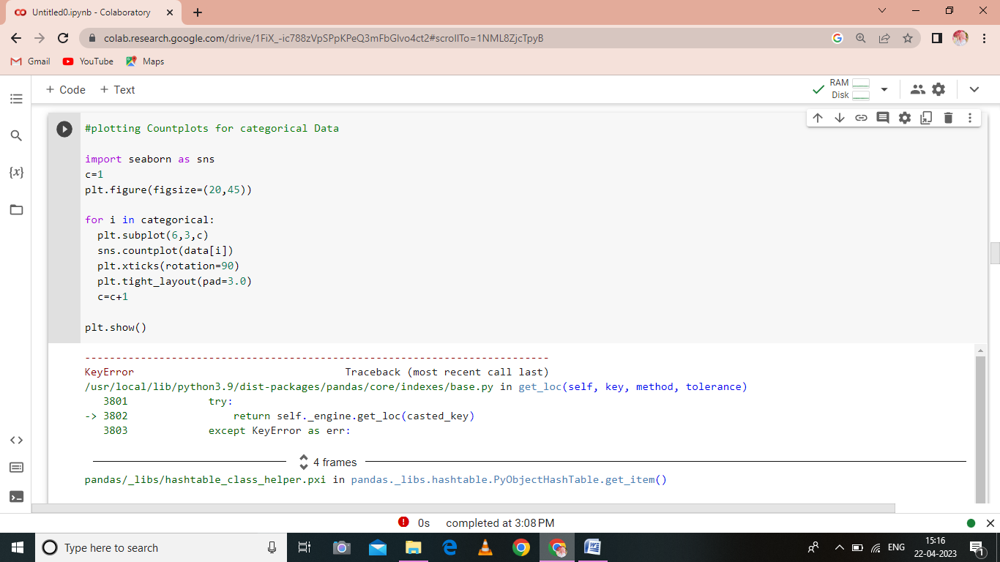 Untitled0.ipynb - Colaboratory
colab.research.google.com/drive/1FiX_-ic788zVpSPpKPeQ3mFbGIvo4ct2#scrollTo=1NML8ZjcTpyB
Gmail YouTube Maps
+ Code + Text
RAM
Disk
#plotting Countplots for categorical Data
import seaborn as sns
c=1
plt.figure(figsize=(20,45))
for i in categorical:
plt.subplot(6,3,c)
sns.countplot(data[i])
plt.xticks(rotation=90)
plt.tight_layout(pad=3.0)
c=c+1
plt.show()
---------------------------------------------------------------------------
KeyError Traceback (most recent call last)
/usr/local/lib/python3.9/dist-packages/pandas/core/indexes/base.py in get_loc(self, key, method, tolerance)
3801 try:
-> 3802 return self._engine.get_loc(casted_key)
3803 except KeyError as err:
4 frames
pandas/_libs/hashtable_class_helper.pxi in pandas._libs.hashtable.PyObjectHashTable.get_item()
0s completed at 3:08 PM
Type here to search
ENG
15:16
22-04-2023
1